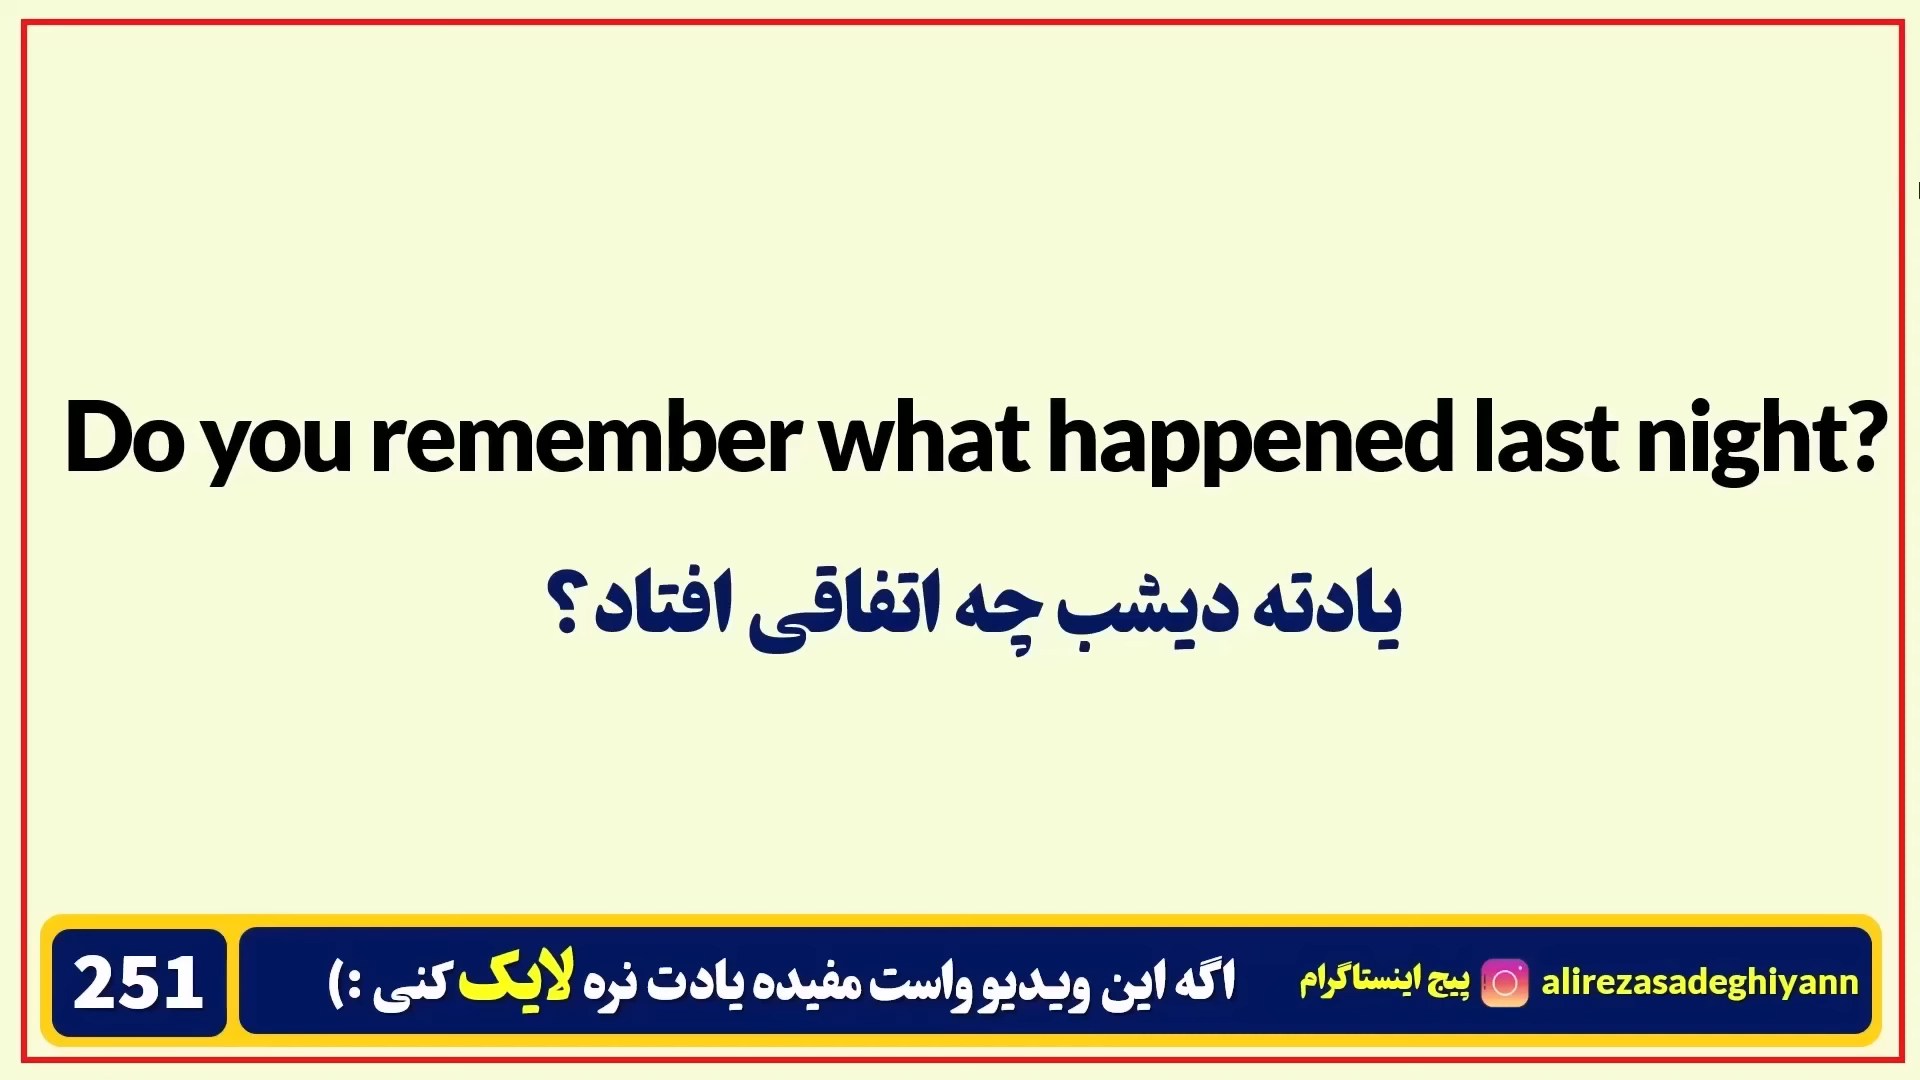 Do you remember what happened last night?
یادته دیشب چه اتفاقی افتاد؟
251
اگه این ویدیو واست مفیده یادت نره لایک کنی :)
پیج اینستاگرام alirezasadeghiyann